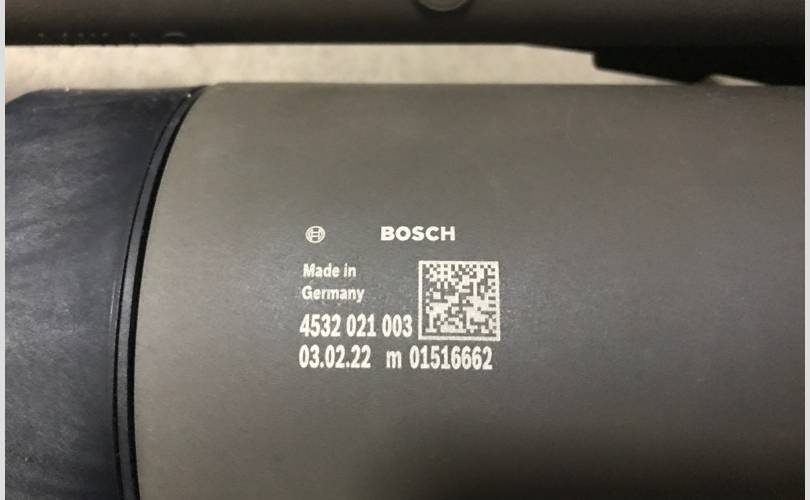 BOSCH
Made in
Germany
4532 021 003
03.02.22 m 01516662